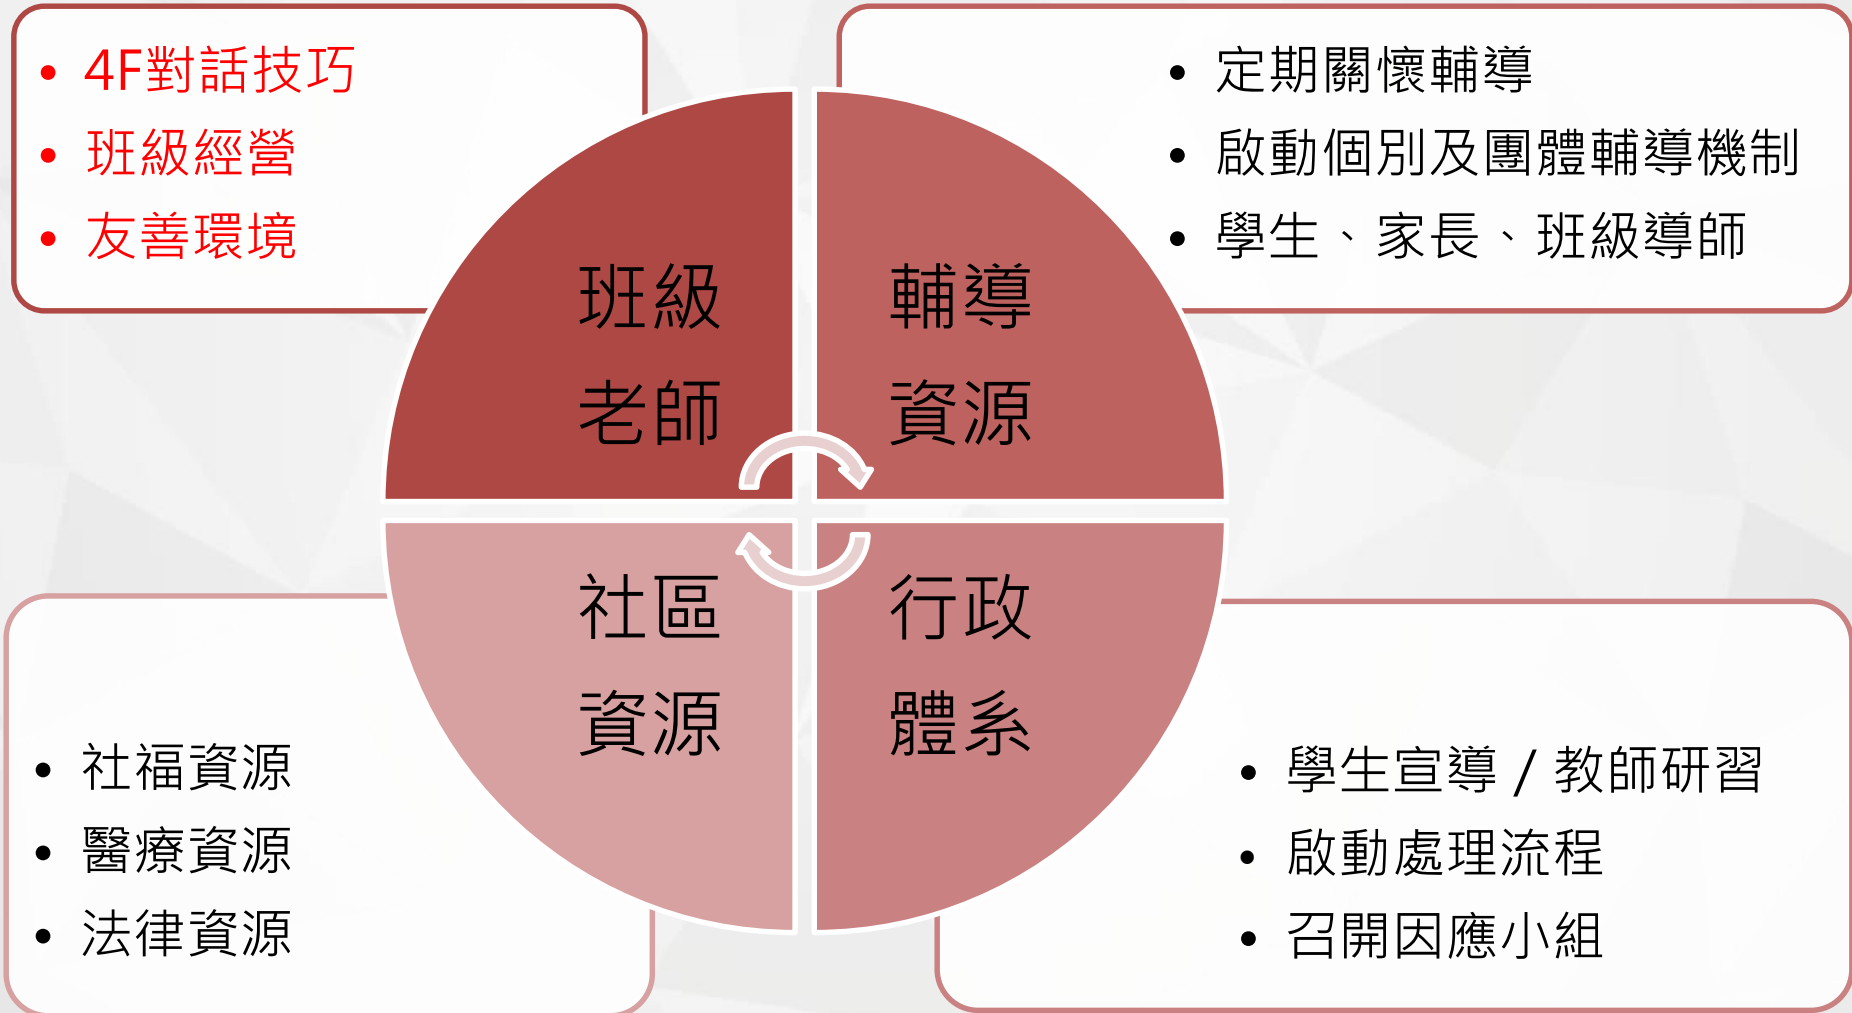 4F對話技巧
班級經營
友善環境
班級
老師
輔導
資源
定期關懷輔導
啟動個別及團體輔導機制
學生、家長、班級導師
社區
資源
社福資源
醫療資源
法律資源
行政
體系
學生宣導 / 教師研習
啟動處理流程
召開因應小組